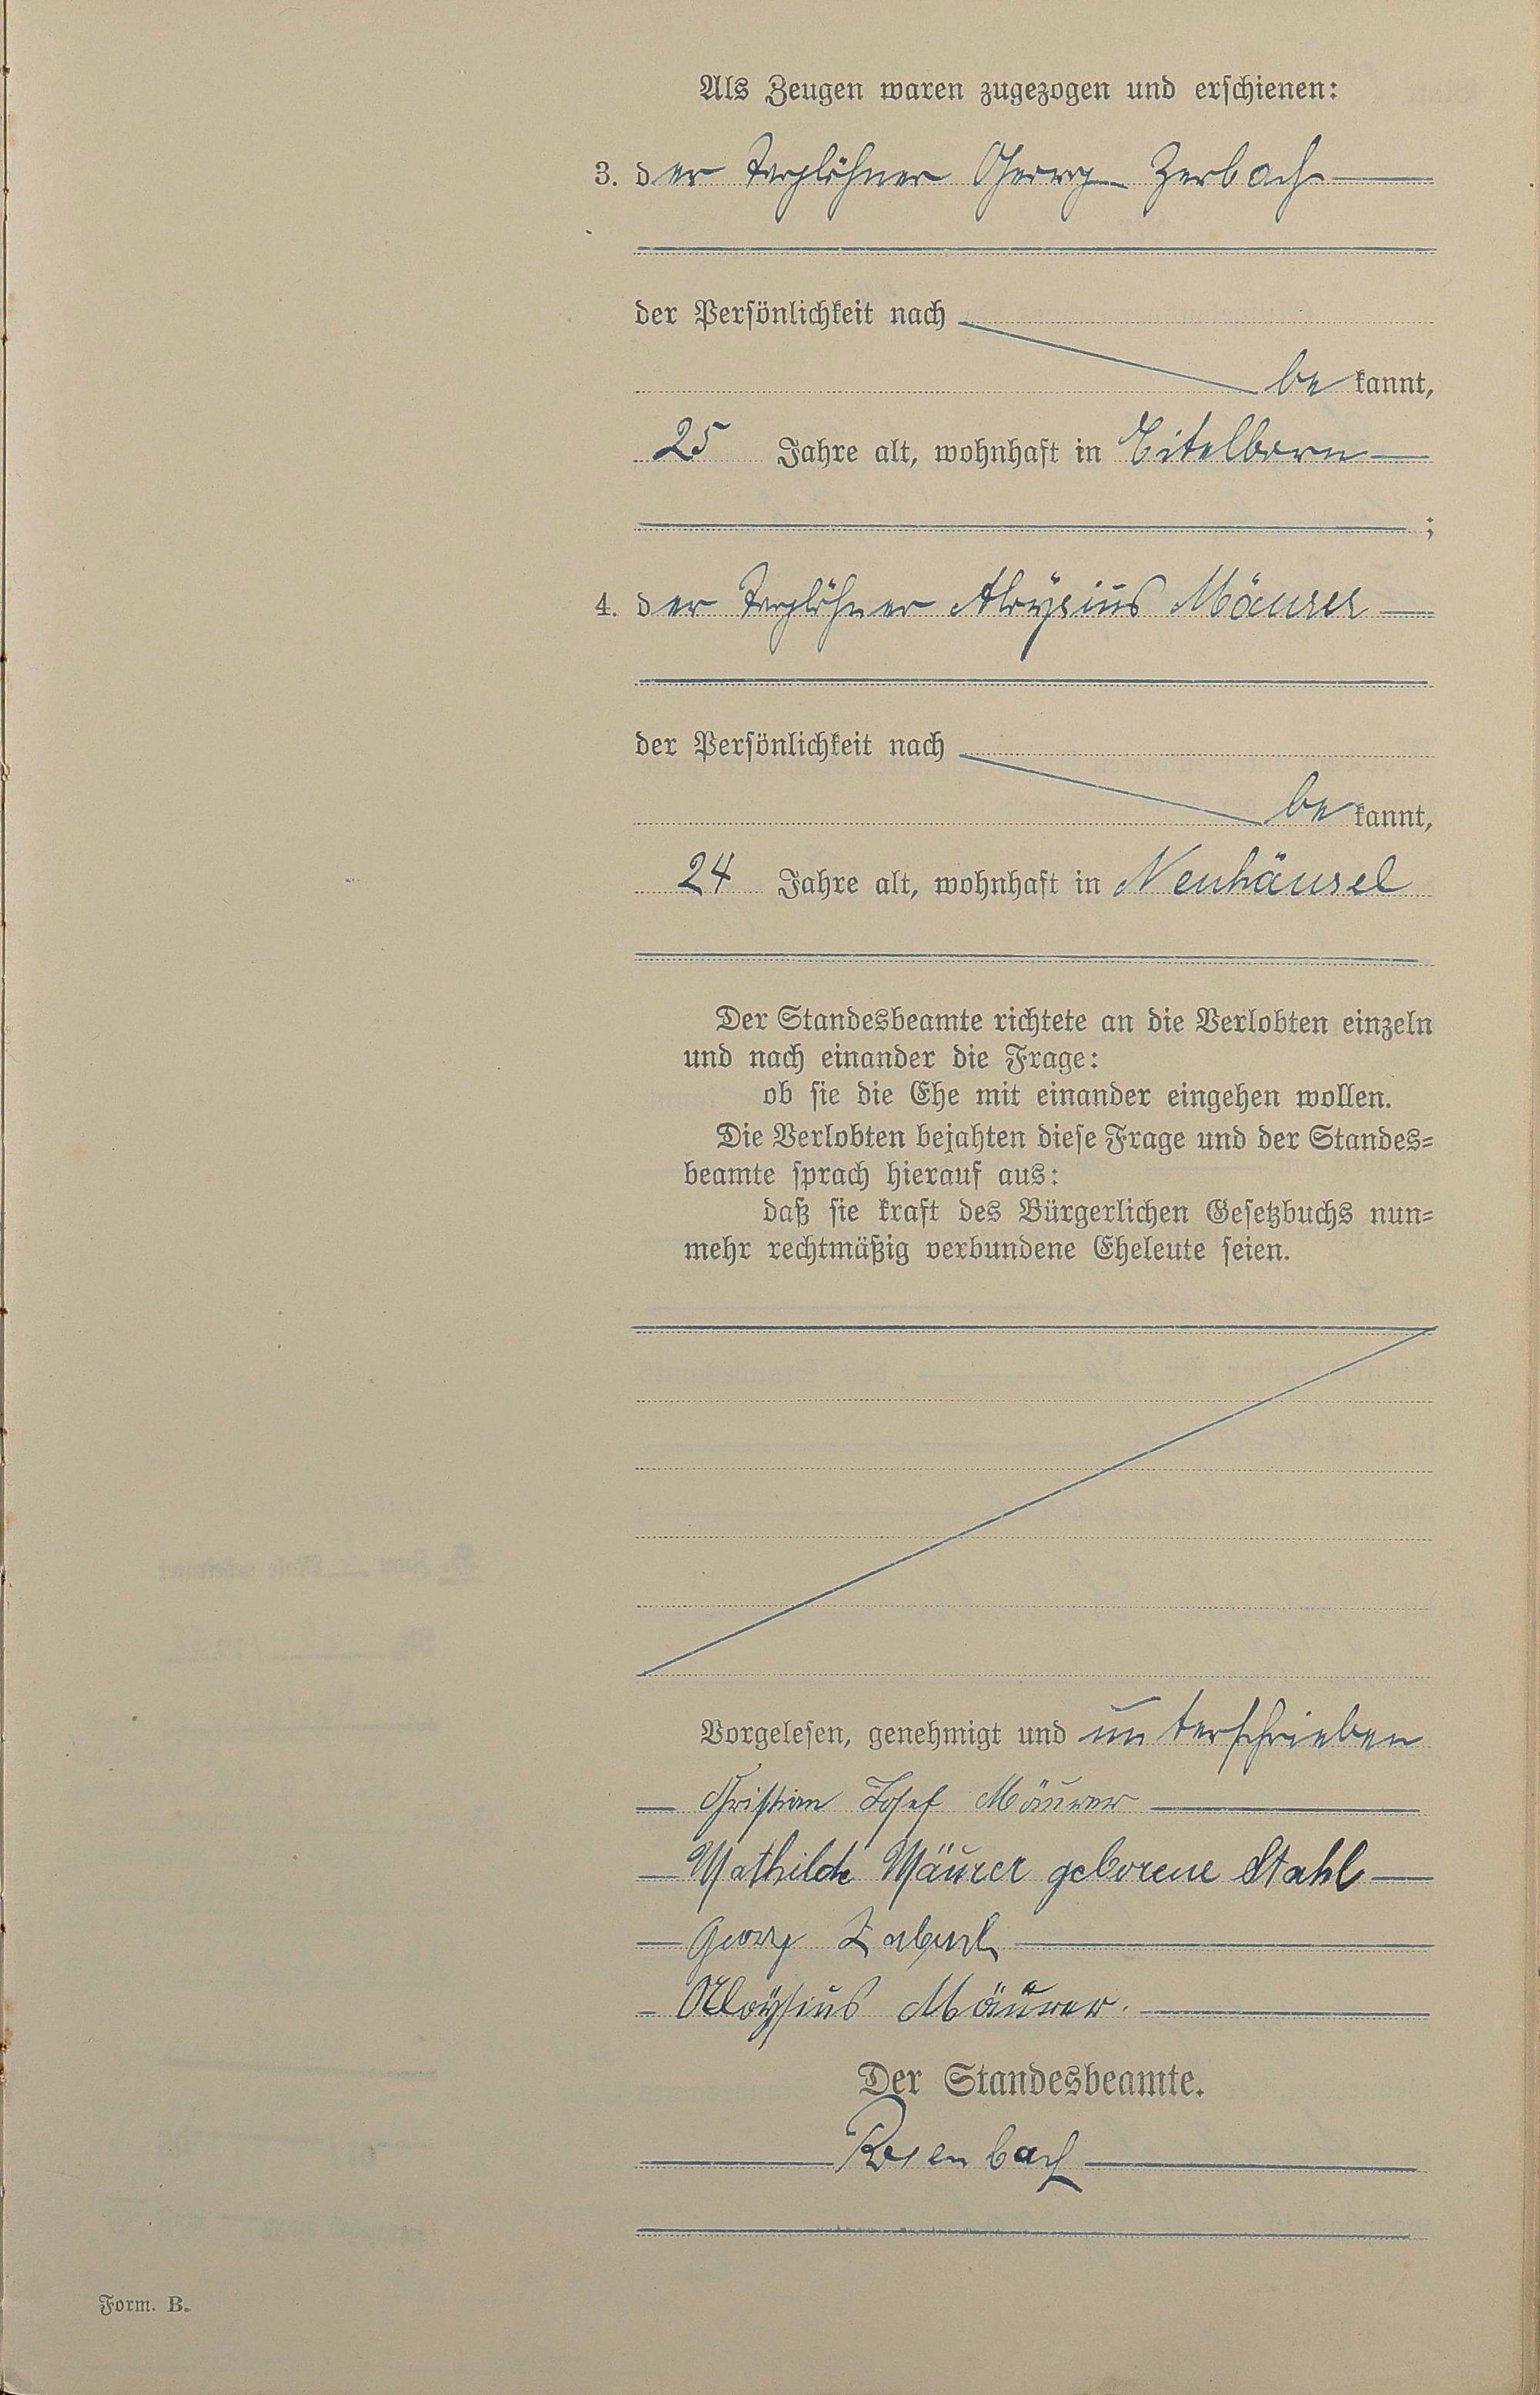 Als Zeugen waren zugezogen und erschienen:
3. der Taglöhner Georg Zerbach
der Persönlichkeit nach
bekannt,
25 Jahre alt, wohnhaft in Eitelborn
;
4. der Taglöhner Aloysius Mäurer
der Persönlichkeit nach
bekannt,
24 Jahre alt, wohnhaft in Neuhäusel
Der Standesbeamte richtete an die Verlobten einzeln
und nach einander die Frage:
ob sie die Ehe mit einander eingehen wollen.
Die Verlobten bejahten diese Frage und der Standes-
beamte sprach hierauf aus:
daß sie kraft des Bürgerlichen Gesetzbuchs nun-
mehr rechtmäßig verbundene Eheleute seien.
Vorgelesen, genehmigt und unterschrieben
Christian Josef Mäurer
Mathilde Mäurer geborene Stahl
Georg Zerbach
Aloysius Mäurer.
Der Standesbeamte.
Rosenbach
Form. B.